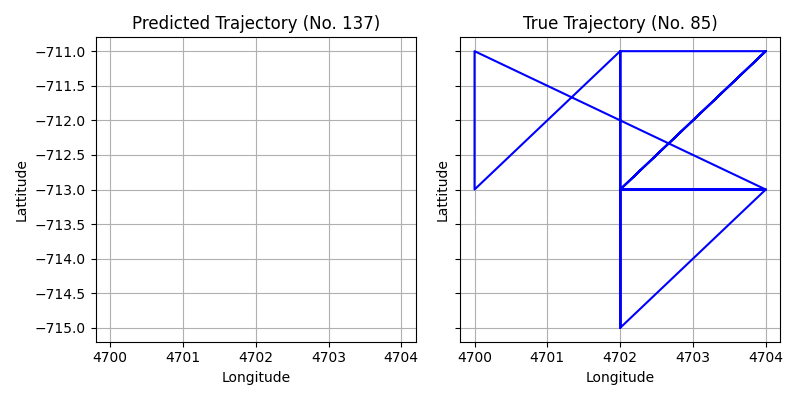 Predicted Trajectory (No. 137)
True Trajectory (No. 85)
−711.0
−711.5
−712.0
−712.5
−713.0
−713.5
−714.0
−714.5
−715.0
Lattitude
Lattitude
4700 4701 4702 4703 4704
4700 4701 4702 4703 4704
Longitude
Longitude